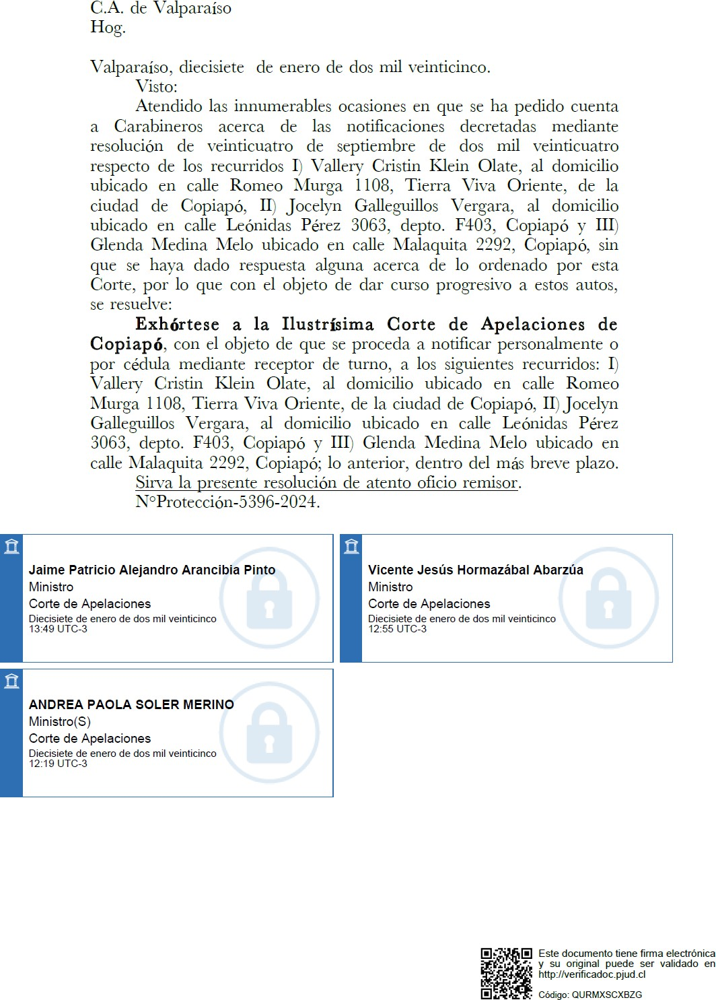 C.A. de Valparaíso
Hog.
Valparaíso, diecisiete de enero de dos mil veinticinco.
Visto:
Atendido las innumerables ocasiones en que se ha pedido cuenta
a Carabineros acerca de las notificaciones decretadas mediante
resolución de veinticuatro de septiembre de dos mil veinticuatro
respecto de los recurridos I) Vallery Cristin Klein Olate, al domicilio
ubicado en calle Romeo Murga 1108, Tierra Viva Oriente, de la
ciudad de Copiapó, II) Jocelyn Galleguillos Vergara, al domicilio
ubicado en calle Leónidas Pérez 3063, depto. F403, Copiapó y III)
Glenda Medina Melo ubicado en calle Malaquita 2292, Copiapó, sin
que se haya dado respuesta alguna acerca de lo ordenado por esta
Corte, por lo que con el objeto de dar curso progresivo a estos autos,
se resuelve:
Exhórtese a la Ilustrísima Corte de Apelaciones de
Copiapó, con el objeto de que se proceda a notificar personalmente o
por cédula mediante receptor de turno, a los siguientes recurridos: I)
Vallery Cristin Klein Olate, al domicilio ubicado en calle Romeo
Murga 1108, Tierra Viva Oriente, de la ciudad de Copiapó, II) Jocelyn
Galleguillos Vergara, al domicilio ubicado en calle Leónidas Pérez
3063, depto. F403, Copiapó y III) Glenda Medina Melo ubicado en
calle Malaquita 2292, Copiapó; lo anterior, dentro del más breve plazo.
Sirva la presente resolución de atento oficio remisor.
N°Protección-5396-2024.
Jaime Patricio Alejandro Arancibia Pinto
Ministro
Corte de Apelaciones
Diecisiete de enero de dos mil veinticinco
13:49 UTC-3
Vicente Jesús Hormazábal Abarzúa
Ministro
Corte de Apelaciones
Diecisiete de enero de dos mil veinticinco
12:55 UTC-3
ANDREA PAOLA SOLER MERINO
Ministro(S)
Corte de Apelaciones
Diecisiete de enero de dos mil veinticinco
12:19 UTC-3
Este documento tiene firma electrónica
y su original puede ser validado en
http://verificadoc.pjud.cl
Código: QURMXSCXBZG